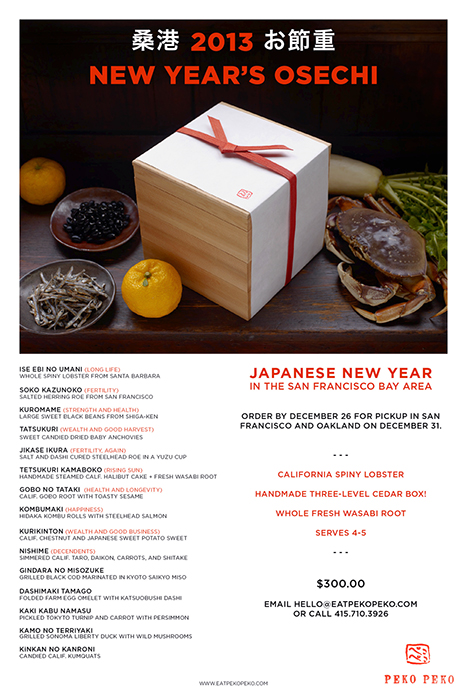 桑港 2013 お節重
NEW YEAR'S OSECHI
ISE EBI NO UMANI (LONG LIFE)
WHOLE SPINY LOBSTER FROM SANTA BARBARA
SOKO KAZUNOKO (FERTILITY)
SALTED HERRING ROE FROM SAN FRANCISCO
KUROMAME (STRENGTH AND HEALTH)
LARGE SWEET BLACK BEANS FROM SHIGA-KEN
TATSUKURI (WEALTH AND GOOD HARVEST)
SWEET CANDIED DRIED BABY ANCHOVIES
JIKASE IKURA (FERTILITY, AGAIN)
SALT AND DASHI CURED STEELHEAD ROE IN A YUZU CUP
TETSUKURI KAMABOKO (RISING SUN)
HANDMADE STEAMED CALF. HALIBUT CAKE + FRESH WASABI ROOT
GOBO NO TATAKI (HEALTH AND LONGEVITY)
CALIF. GOBO ROOT WITH TOASTY SESAME
KOMBUMAKI (HAPPINESS)
HIDAKA KOMBU ROLLS WITH STEELHEAD SALMON
KURIKINTON (WEALTH AND GOOD BUSINESS)
CALIF. CHESTNUT AND JAPANESE SWEET POTATO SWEET
NISHIME (DECENDENTS)
SIMMERED CALIF. TARO, DAIKON, CARROTS, AND SHITAKE
GINDARA NO MISOZUKE
GRILLED BLACK COD MARINATED IN KYOTO SAIKYO MISO
DASHIMAKI TAMAGO
FOLDED FARM EGG OMELET WITH KATSUOBUSHI DASHI
KAKI KABU NAMASU
PICKLED TOKYTO TURNIP AND CARROT WITH PERSIMMON
KAMO NO TERRIYAKI
GRILLED SONOMA LIBERTY DUCK WITH WILD MUSHROOMS
KINKAN NO KANRONI
CANDIED CALIF. KUMQUATS
JAPANESE NEW YEAR
IN THE SAN FRANCISCO BAY AREA
ORDER BY DECEMBER 26 FOR PICKUP IN SAN
FRANCISCO AND OAKLAND ON DECEMBER 31.
- - -
CALIFORNIA SPINY LOBSTER
HANDMADE THREE-LEVEL CEDAR BOX!
WHOLE FRESH WASABI ROOT
SERVES 4-5
- - -
$300.00
EMAIL HELLO@EATPEKOPEKO.COM
OR CALL 415.710.3926
PEKO PEKO
WWW.EATPEKOPEKO.COM